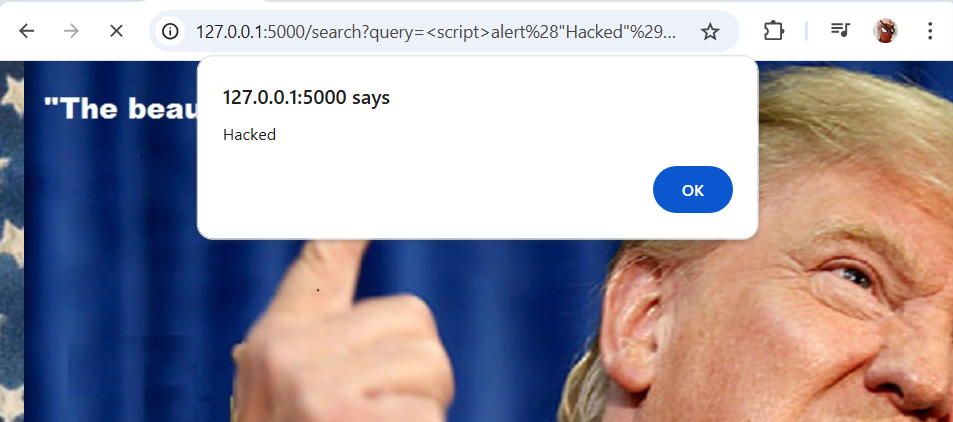 127.0.0.1:5000/search?query=<script>alert%28"Hacked"%29...
127.0.0.1:5000 says
"The beau
Hacked
OK